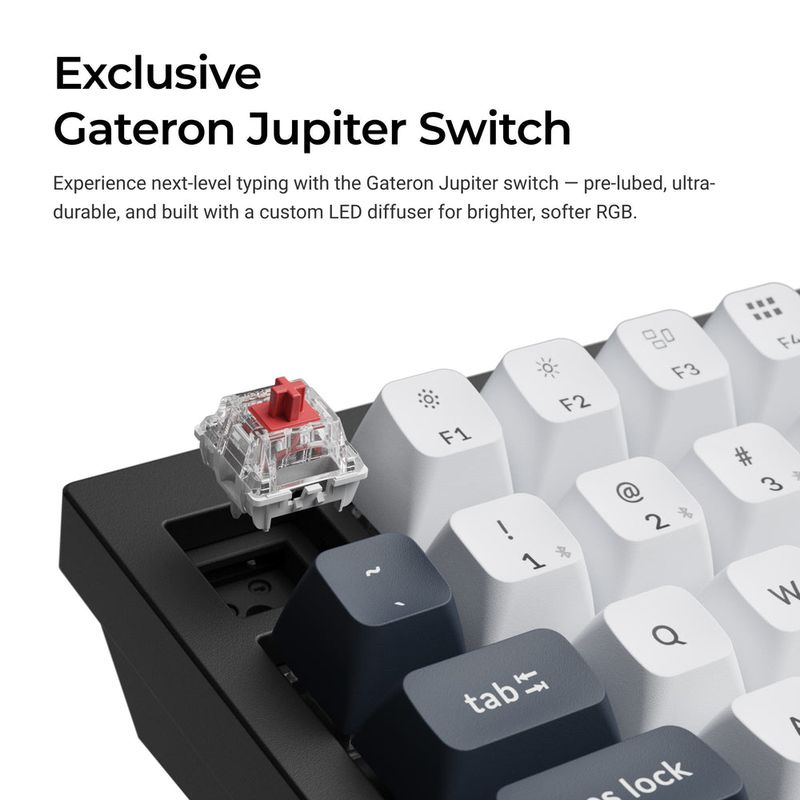 Exclusive
Gateron Jupiter Switch
Experience next-level typing with the Gateron Jupiter switch — pre-lubed, ultra-
durable, and built with a custom LED diffuser for brighter, softer RGB.
F1
F2
F3
F4
!
1
@
2
#
3
~
`
tab
Q
W
A
lock